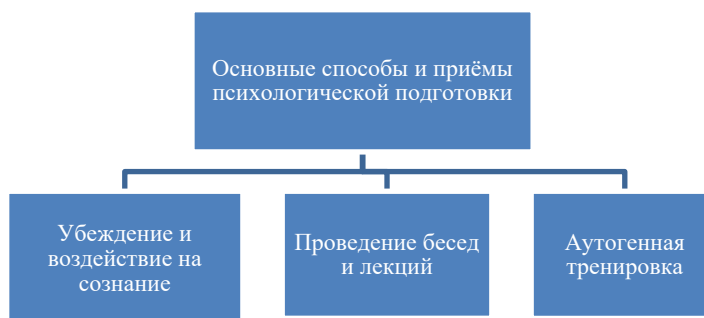 Основные способы и приёмы
психологической подготовки
Убеждение и
воздействие на
сознание
Проведение бесед
и лекций
Аутогенная
тренировка